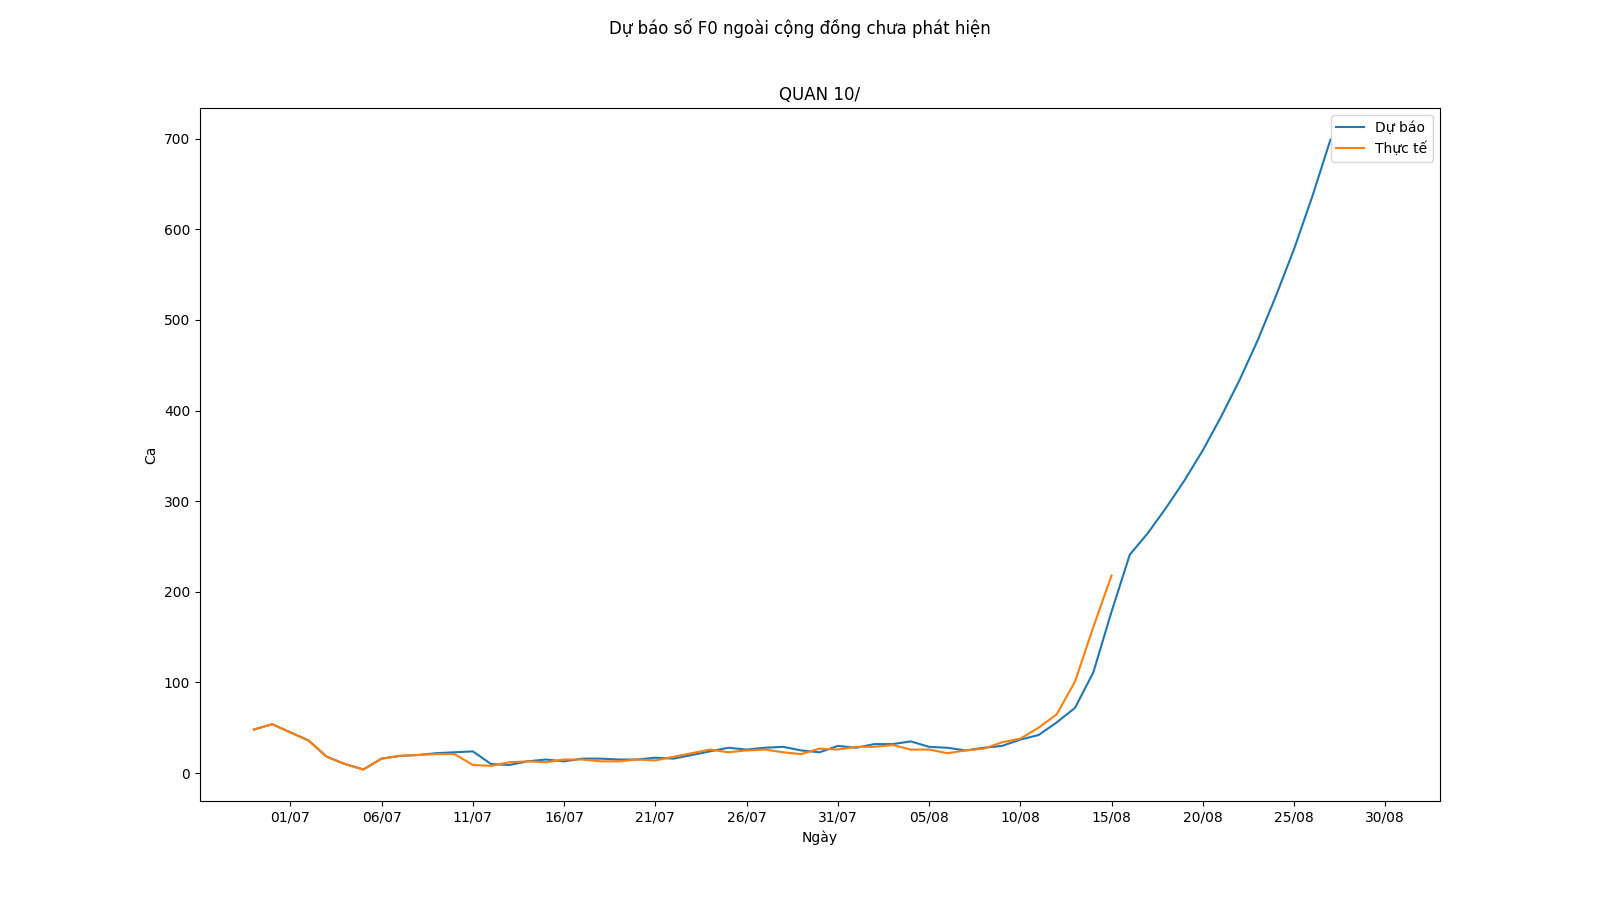 Dự báo số F0 ngoài cộng đồng chưa phát hiện
QUAN 10/
Dự báo
Thực tế
Ca
700
600
500
400
300
200
100
0
01/07 06/07 11/07 16/07 21/07 26/07 31/07 05/08 10/08 15/08 20/08 25/08 30/08
Ngày